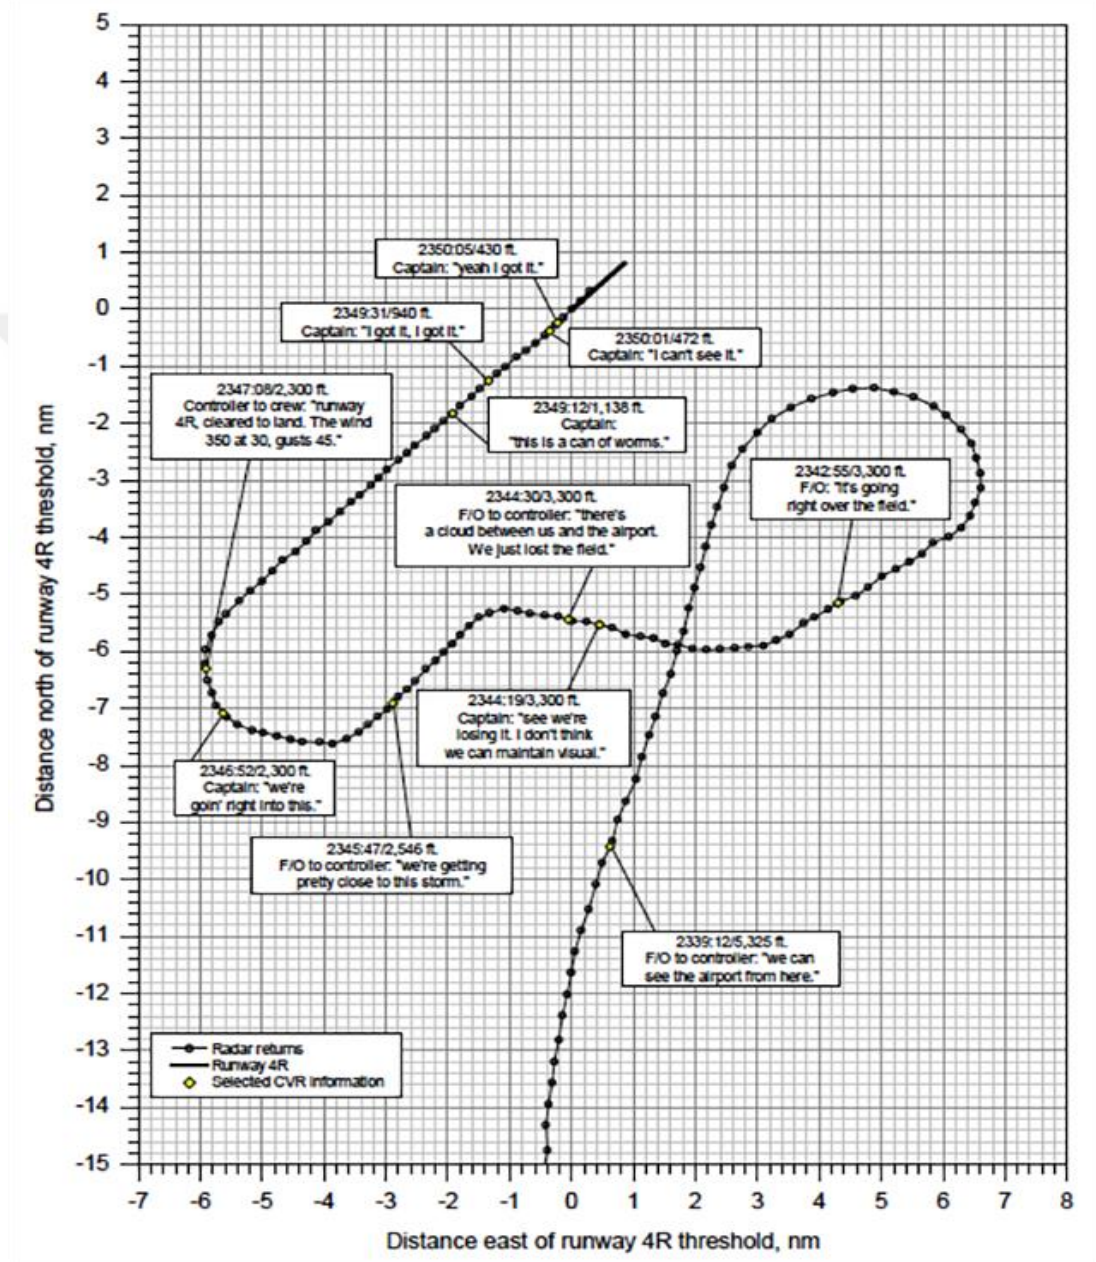 5
4
3
2
1
0
-1
-2
-3
-4
-5
-6
-7
-8
-9
-10
-11
-12
-13
-14
-15
Distance north of runway 4R threshold, nm
2350:05/430 ft.
Captain: "yeah I got it."
2349:31/940 ft.
Captain: "I got it, I got it."
2350:01/472 ft.
Captain: "I can't see it."
2347:08/2,300 ft.
Controller to crew: "runway
4R, cleared to land. The wind
350 at 30, gusts 45."
2349:12/1,138 ft.
Captain:
"this is a can of worms."
2342:55/3,300 ft.
F/O: "it's going
right over the field."
2344:30/3,300 ft.
F/O to controller: "there's
a cloud between us and the airport.
We just lost the field."
2344:19/3,300 ft.
Captain: "see we're
losing it. I don't think
we can maintain visual."
2346:52/2,300 ft.
Captain: "we're
goin' right into this."
2345:47/2,546 ft.
F/O to controller: "we're getting
pretty close to this storm."
2339:12/5,325 ft.
F/O to controller: "we can
see the airport from here."
Radar returns
Runway 4R
Selected CVR Information
-7 -6 -5 -4 -3 -2 -1 0 1 2 3 4 5 6 7 8
Distance east of runway 4R threshold, nm